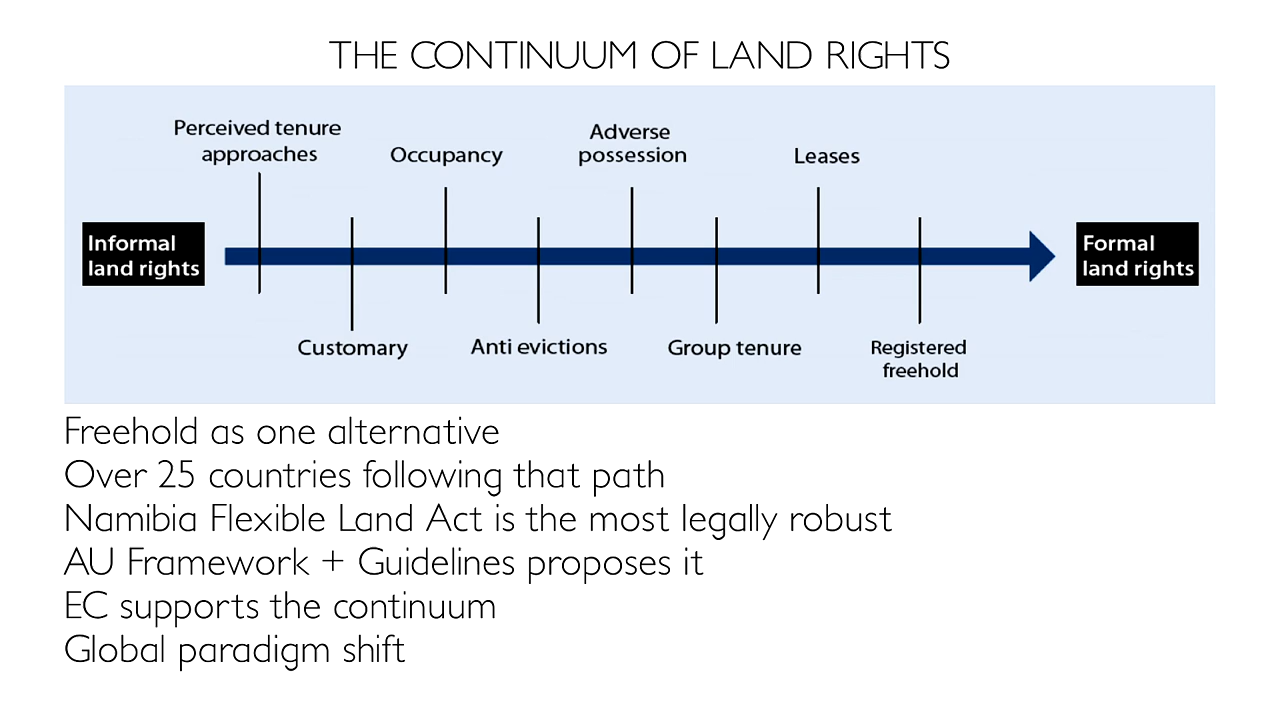 THE CONTINUUM OF LAND RIGHTS
Perceived tenure
approaches
Occupancy
Adverse
possession
Leases
Informal
land rights
Formal
land rights
Customary
Anti evictions
Group tenure
Registered
freehold
Freehold as one alternative
Over 25 countries following that path
Namibia Flexible Land Act is the most legally robust
AU Framework + Guidelines proposes it
EC supports the continuum
Global paradigm shift